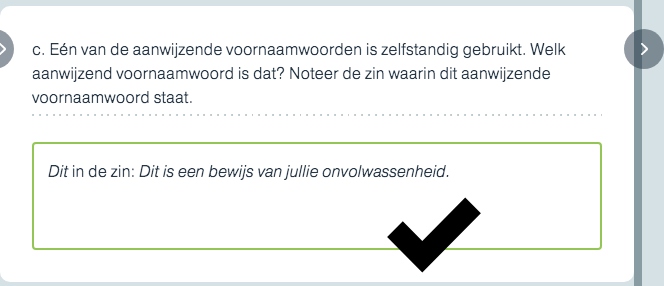 c. Eén van de aanwijzende voornaamwoorden is zelfstandig gebruikt. Welk
aanwijzend voornaamwoord is dat? Noteer de zin waarin dit aanwijzende
voornaamwoord staat.
Dit in de zin: Dit is een bewijs van jullie onvolwassenheid.